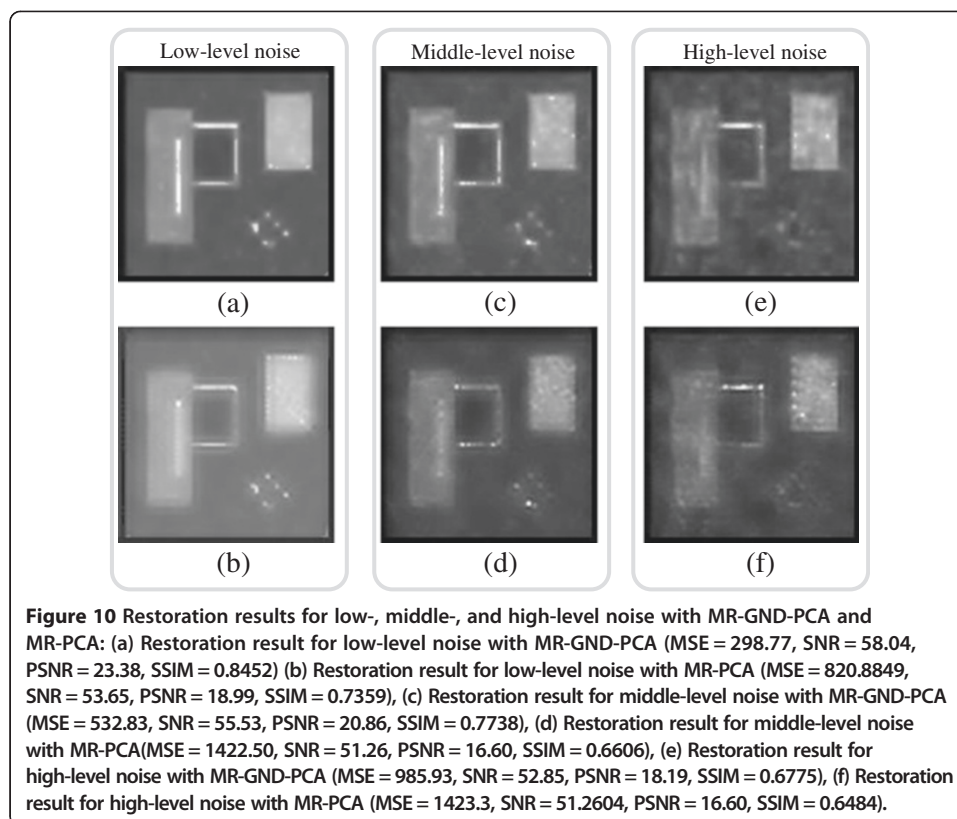 Low-level noise
Middle-level noise
High-level noise
(a)
(c)
(e)
(b)
(d)
(f)
Figure 10 Restoration results for low-, middle-, and high-level noise with MR-GND-PCA and
MR-PCA: (a) Restoration result for low-level noise with MR-GND-PCA (MSE = 298.77, SNR = 58.04,
PSNR = 23.38, SSIM = 0.8452) (b) Restoration result for low-level noise with MR-PCA (MSE = 820.8849,
SNR = 53.65, PSNR = 18.99, SSIM = 0.7359), (c) Restoration result for middle-level noise with MR-GND-PCA
(MSE = 532.83, SNR = 55.53, PSNR = 20.86, SSIM = 0.7738), (d) Restoration result for middle-level noise
with MR-PCA(MSE = 1422.50, SNR = 51.26, PSNR = 16.60, SSIM = 0.6606), (e) Restoration result for
high-level noise with MR-GND-PCA (MSE = 985.93, SNR = 52.85, PSNR = 18.19, SSIM = 0.6775), (f) Restoration
result for high-level noise with MR-PCA (MSE = 1423.3, SNR = 51.2604, PSNR = 16.60, SSIM = 0.6484).